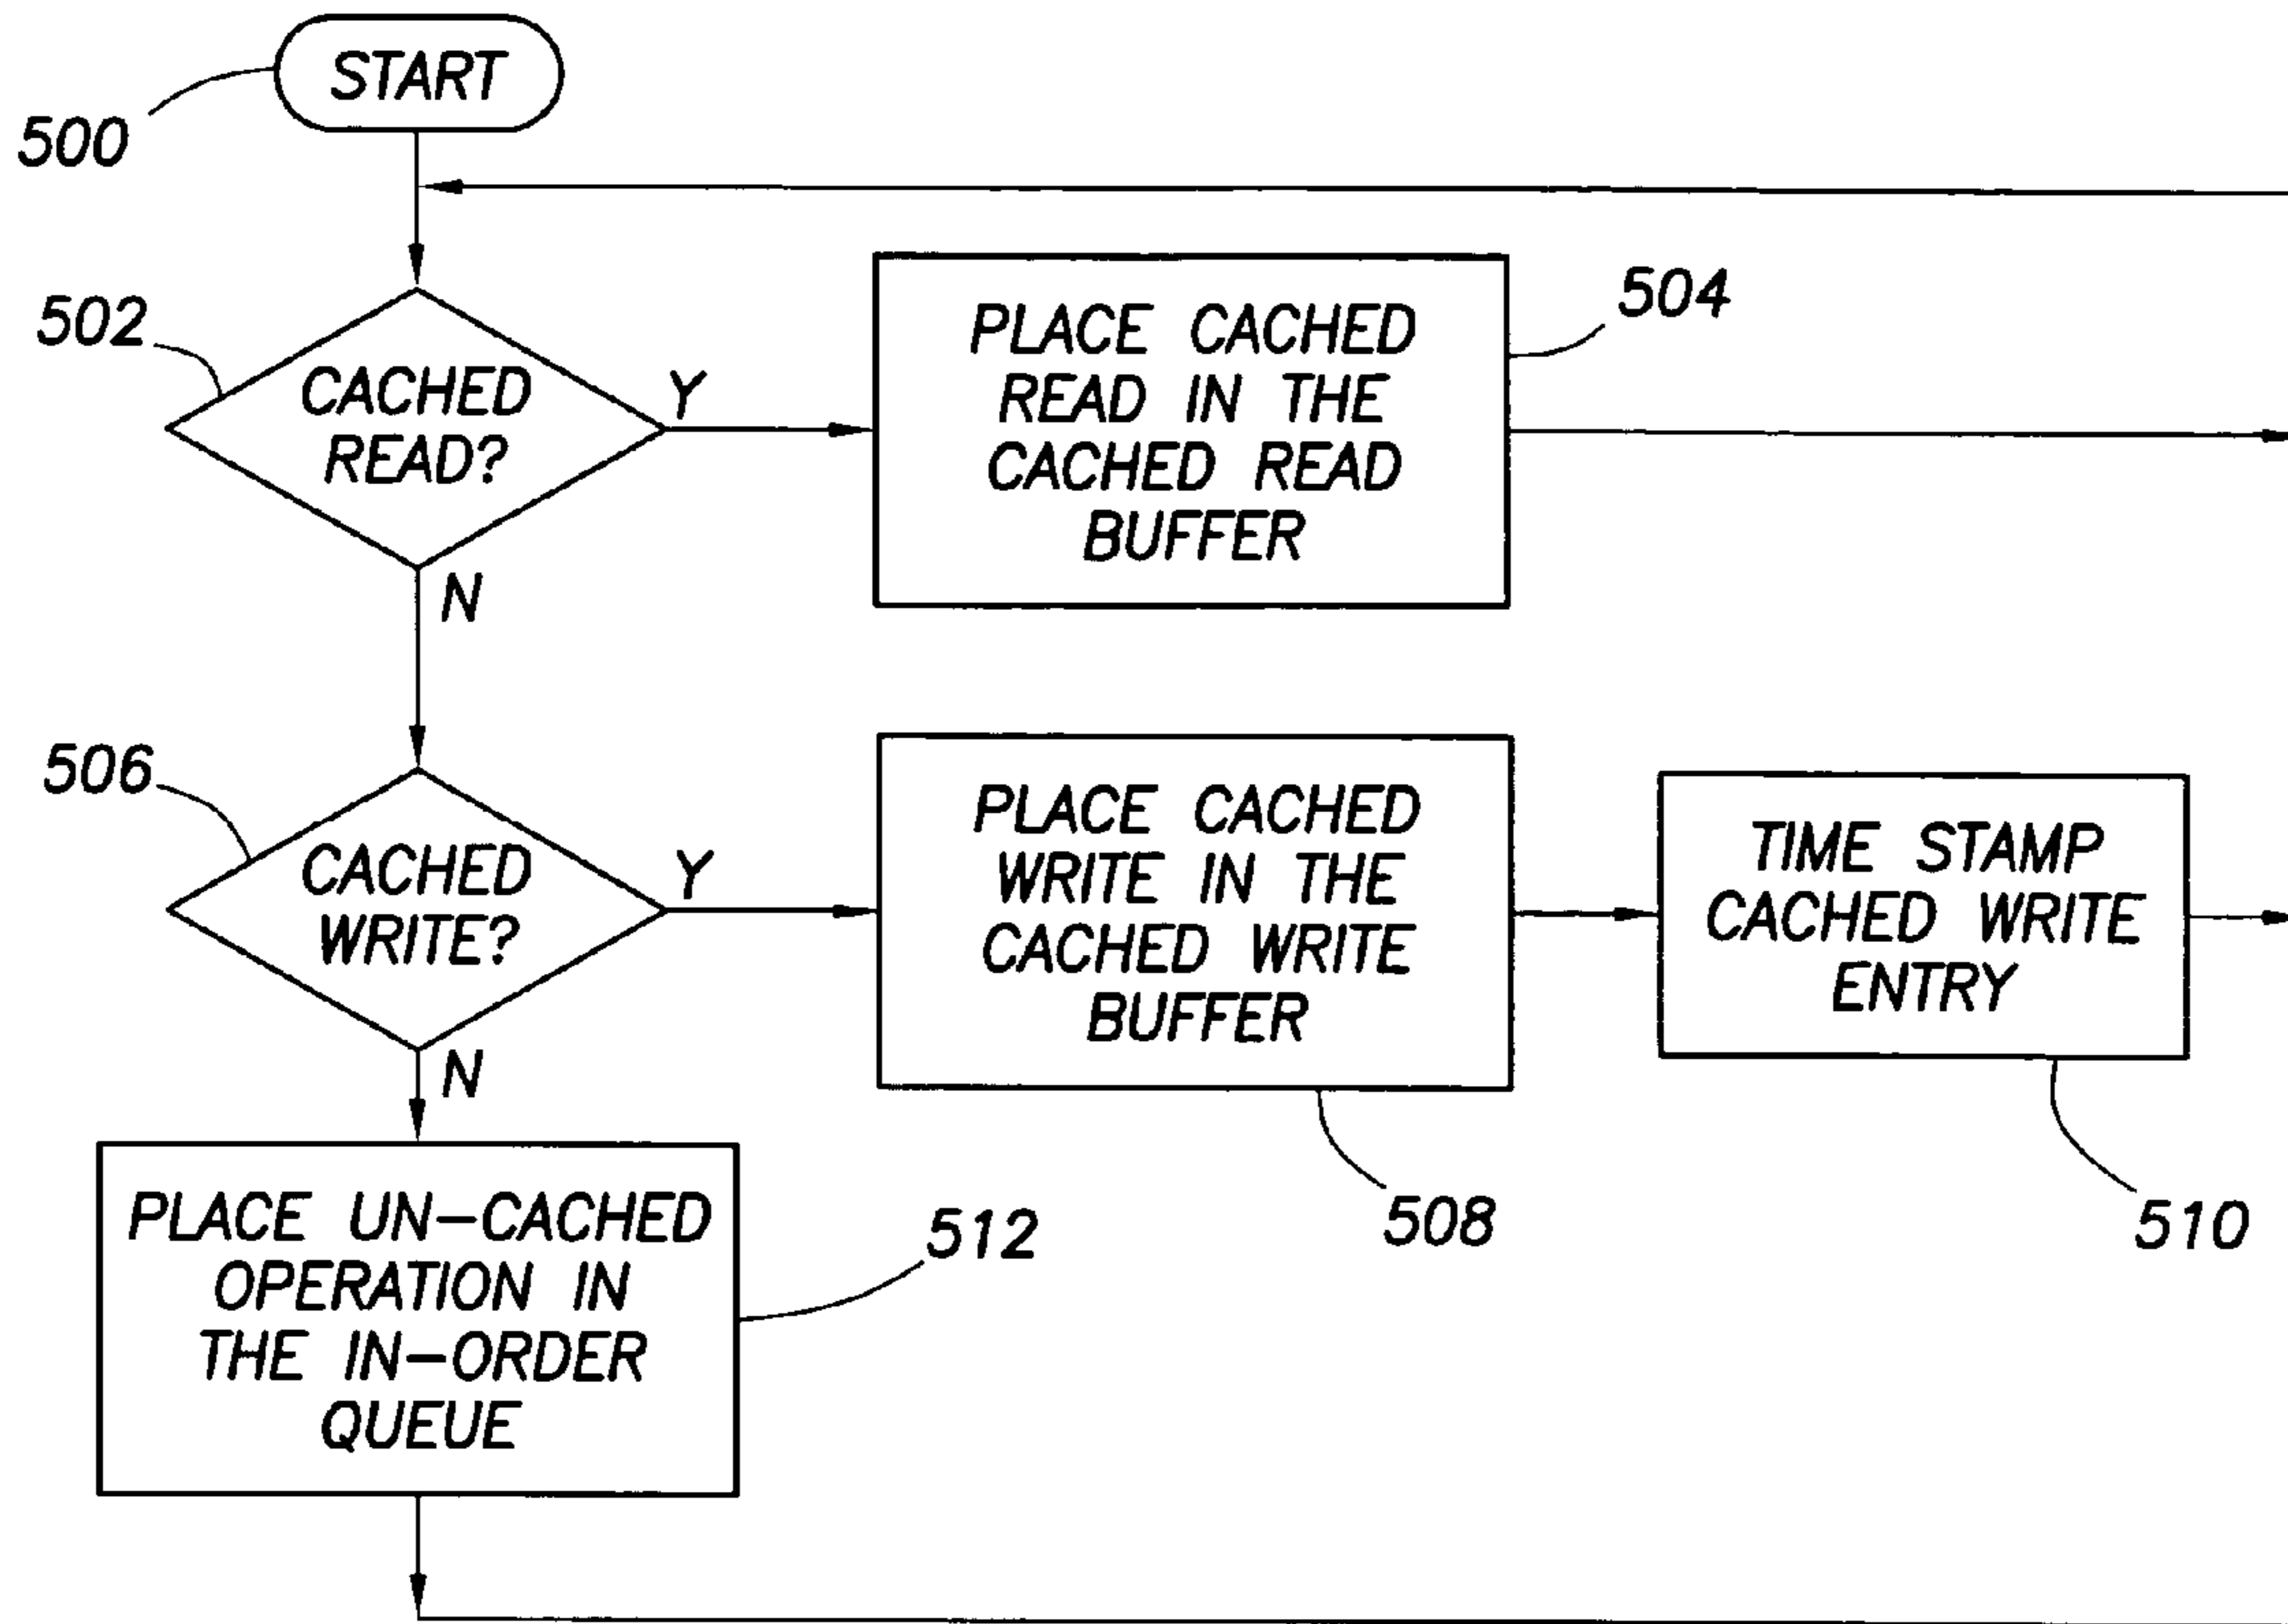 START
500
502
CACHED
READ?
Y
N
PLACE CACHED
READ IN THE
CACHED READ
BUFFER
504
506
CACHED
WRITE?
Y
N
PLACE CACHED
WRITE IN THE
CACHED WRITE
BUFFER
508
TIME STAMP
CACHED WRITE
ENTRY
510
PLACE UN-CACHED
OPERATION IN
THE IN-ORDER
QUEUE
512